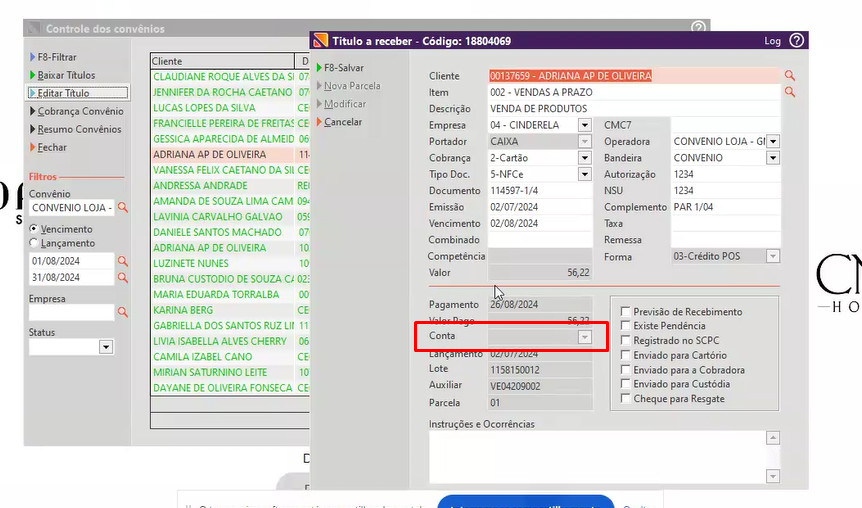 Controle dos convênios
F8-Filtrar
Baixar Títulos
Editar Título
Cobrança Convênio
Resumo Convênios
Fechar
Filtros
Convênio
CONVENIO LOJA -
Vencimento
Lançamento
01/08/2024
31/08/2024
Empresa
Status
Cliente
D
CLAUDIANE ROQUE ALVES DA SI 07
JENNIFER DA ROCHA CAETANO 070
LUCAS LOPES DA SILVA CE
FRANCIELLE PEREIRA DE FREITAS CE
GESSICA APARECIDA DE ALMEID 06
ADRIANA AP DE OLIVEIRA 114
VANESSA FELIX CAETANO DA SIL CE
ANDRESSA ANDRADE RE
AMANDA DE SOUZA LIMA CAM 094
LAVINIA CARVALHO GALVAO 059
DANIELE SANTOS MACHADO 070
ADRIANA AP DE OLIVEIRA 10
LUZINETE NUNES 109
BRUNA CUSTODIO DE SOUZA CA 023
MARIA EDUARDA TORRALBA 00
KARINA BERG CE
GABRIELLA DOS SANTOS RUZ LIN 11
LIVIA ISABELLA ALVES CHERRY 06
CAMILA IZABEL CANO CE
MIRIAN SATURNINO LEITE 10
DAYANE DE OLIVEIRA FONSECA CE
Título a receber - Código: 18804069
Log
F8-Salvar
Nova Parcela
Modificar
Cancelar
Cliente 00137659 - ADRIANA AP DE OLIVEIRA
Item 002 - VENDAS A PRAZO
Descrição VENDA DE PRODUTOS
Empresa 04 - CINDERELA CMC7
Portador CAIXA Operadora CONVENIO LOJA - G
Cobrança 2-Cartão Bandeira CONVENIO
Tipo Doc. 5-NFCe Autorização 1234
Documento 114597-1/4 NSU 1234
Emissão 02/07/2024 Complemento PAR 1/04
Vencimento 02/08/2024 Taxa
Combinado Remessa
Competência Forma 03-Crédito POS
Valor 56,22
Pagamento 26/08/2024
Valor Pago 56,22
Conta
Lançamento 02/07/2024
Lote 1158150012
Auxiliar VE04209002
Parcela 01
Previsão de Recebimento
Existe Pendência
Registrado no SCPC
Enviado para Cartório
Enviado para a Cobradora
Enviado para Custódia
Cheque para Resgate
Instruções e Ocorrências